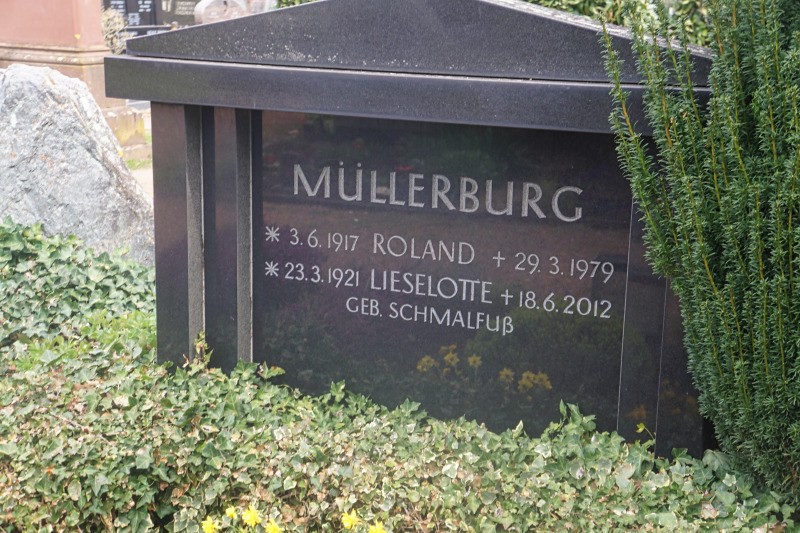 MÜLLERBURG
* 3.6.1917 ROLAND + 29.3.1979
* 23.3.1921 LIESELOTTE + 18.6.2012
GEB. SCHMALFUß